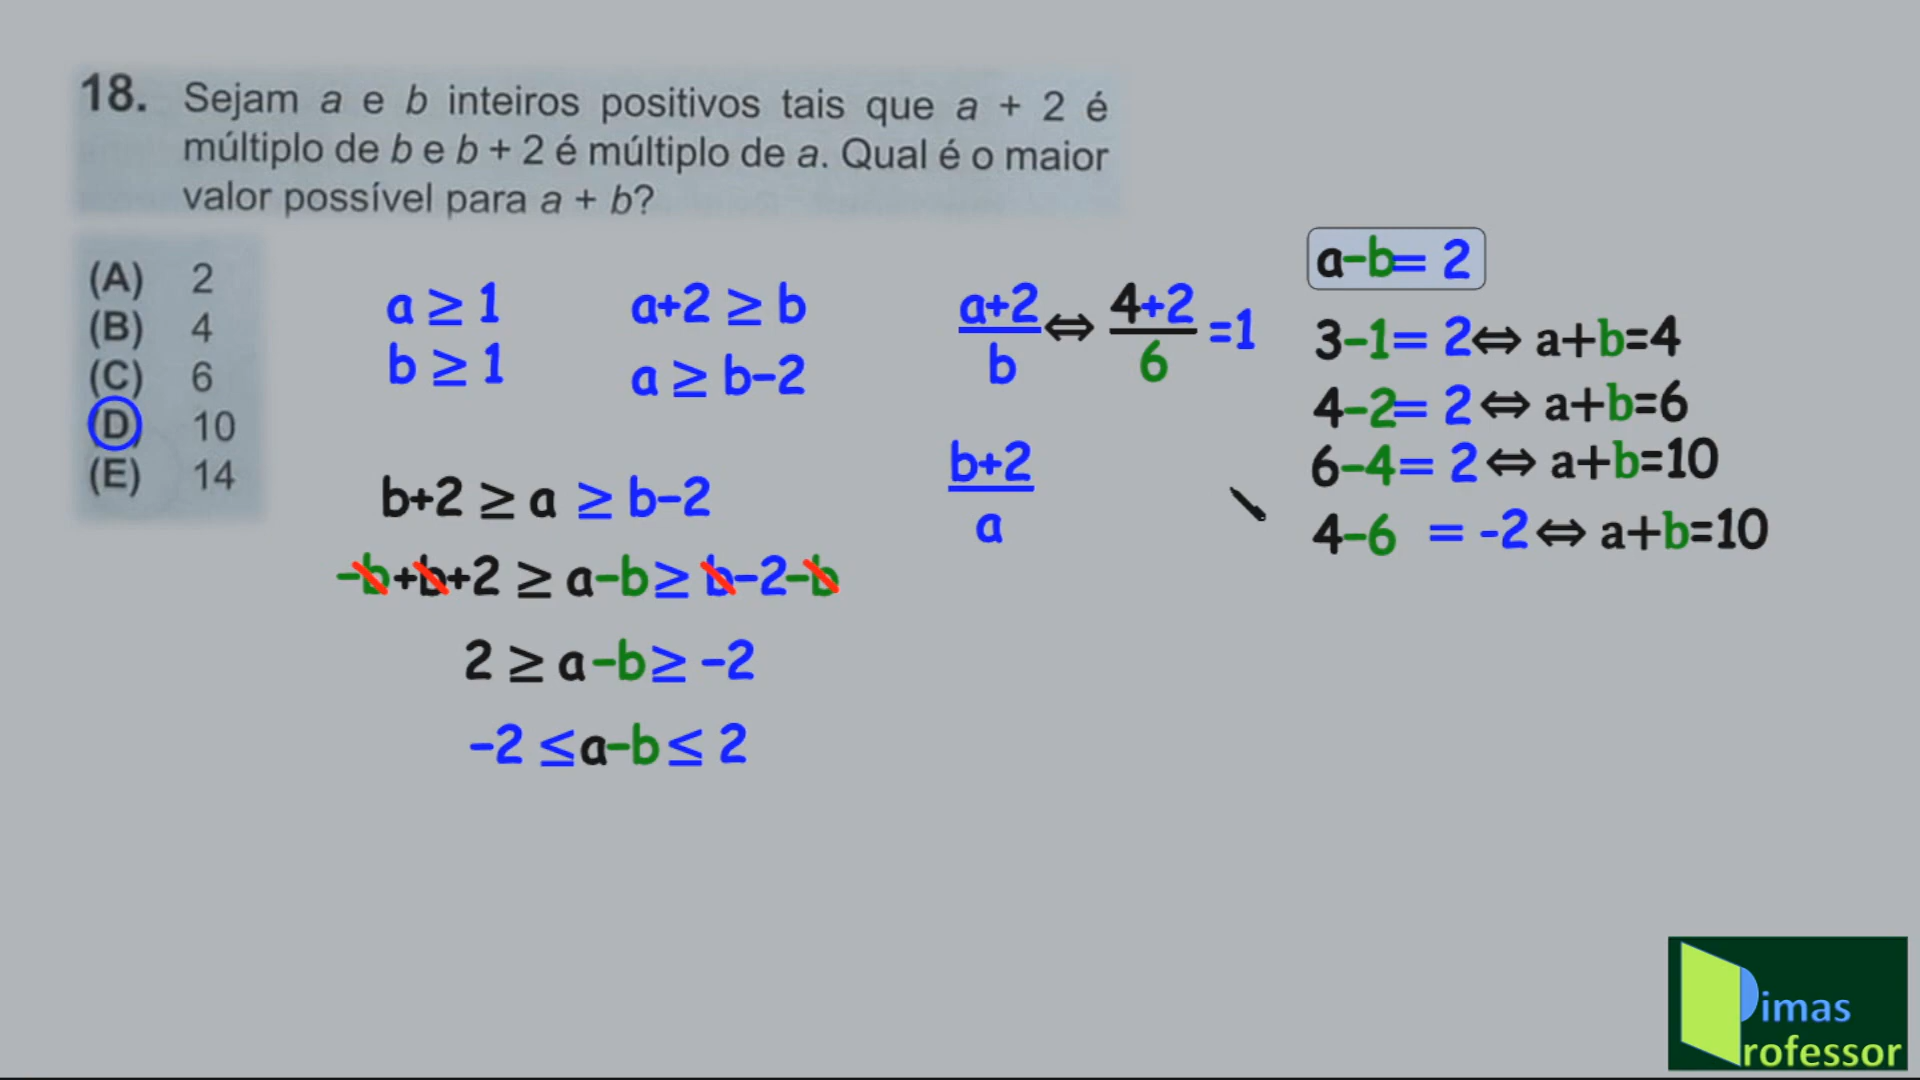 18. Sejam a e b inteiros positivos tais que a + 2 é
múltiplo de b e b + 2 é múltiplo de a. Qual é o maior
valor possível para a + b?
(A) 2
(B) 4
(C) 6
(D) 10
(E) 14
a ≥ 1
b ≥ 1
a+2 ≥ b
a ≥ b-2
b+2 ≥ a ≥ b-2
-b+b+2 ≥ a-b ≥ b-2-b
2 ≥ a-b ≥ -2
-2 ≤ a-b ≤ 2
a+2/b ⇔ 4+2/6 =1
b+2/a
a-b= 2
3-1= 2 ⇔ a+b=4
4-2= 2 ⇔ a+b=6
6-4= 2 ⇔ a+b=10
4-6 = -2 ⇔ a+b=10
imas
rofessor